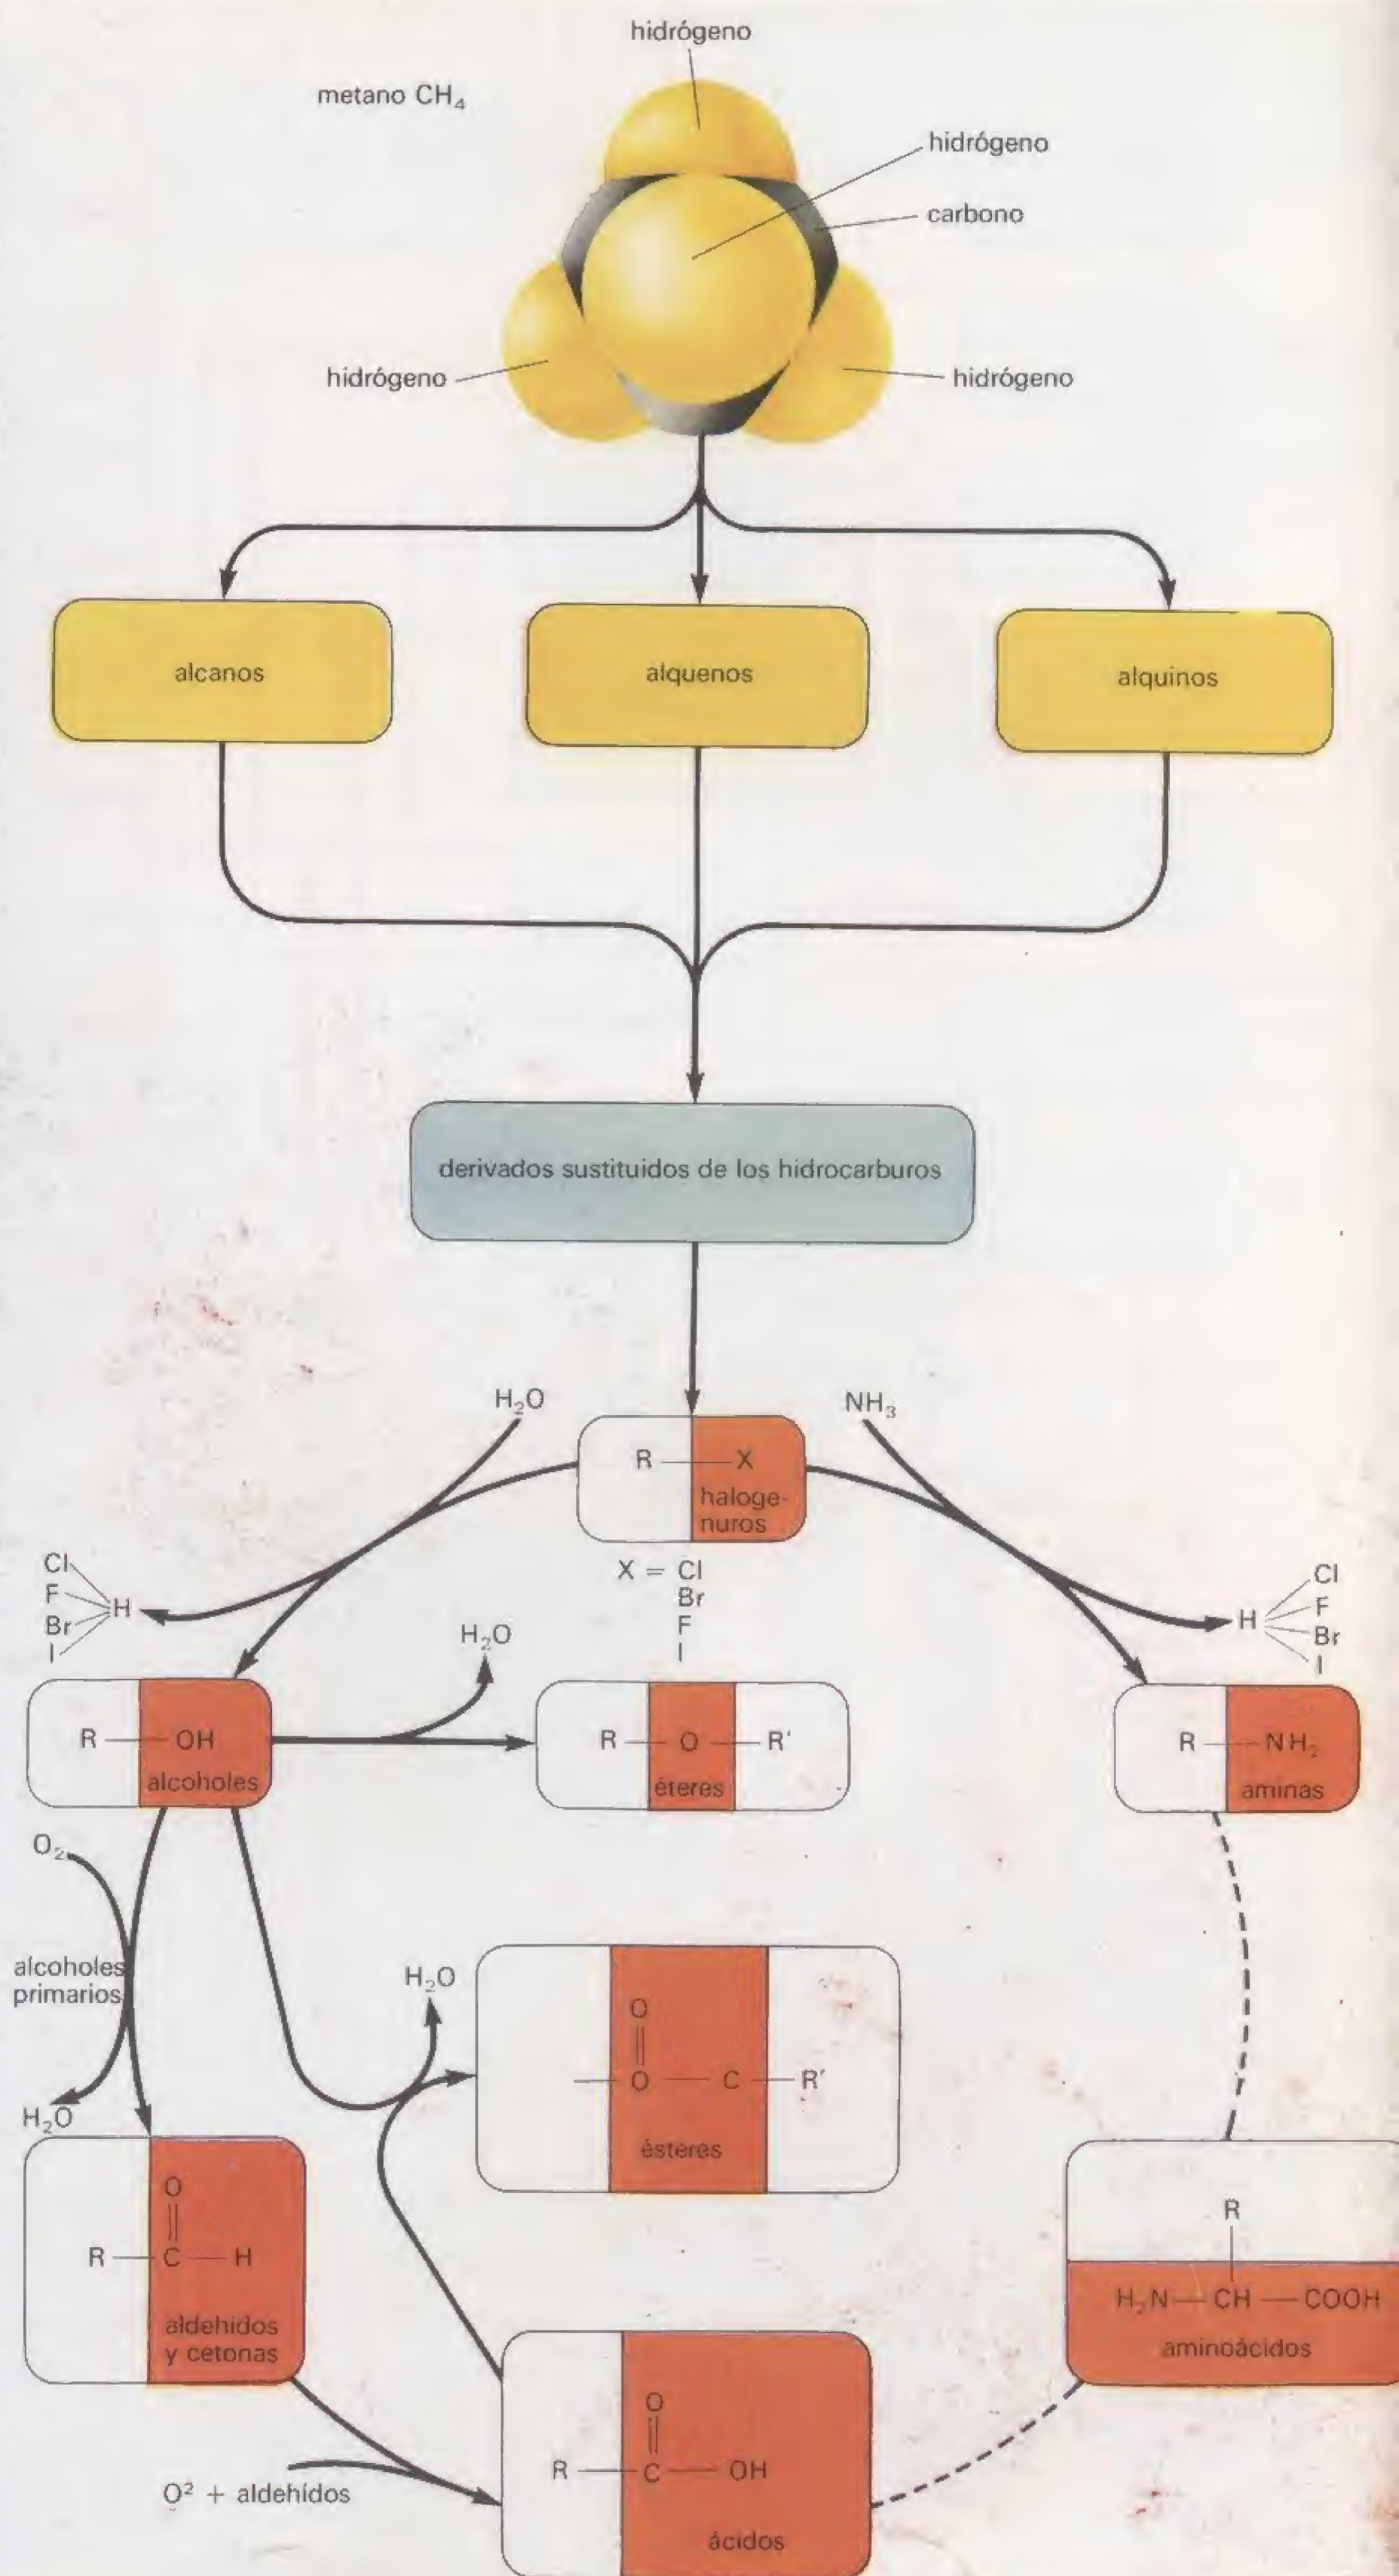 hidrógeno
metano CH₄
hidrógeno
carbono
hidrógeno
hidrógeno
alcanos
alquenos
alquinos
derivados sustituidos de los hidrocarburos
H₂O
NH₃
R — X
haloge-
nuros
X = Cl
Br
F
I
Cl
F
Br
I
H
H
Cl
F
Br
I
H₂O
R — OH
alcoholes
R — O — R'
éteres
R — NH₂
aminas
O₂
alcoholes
primarios
H₂O
H₂O
O
||
— O — C — R'
ésteres
O
||
R — C — H
aldehidos
y cetonas
R
|
H₂N — CH — COOH
aminoácidos
O
||
R — C — OH
ácidos
O² + aldehídos